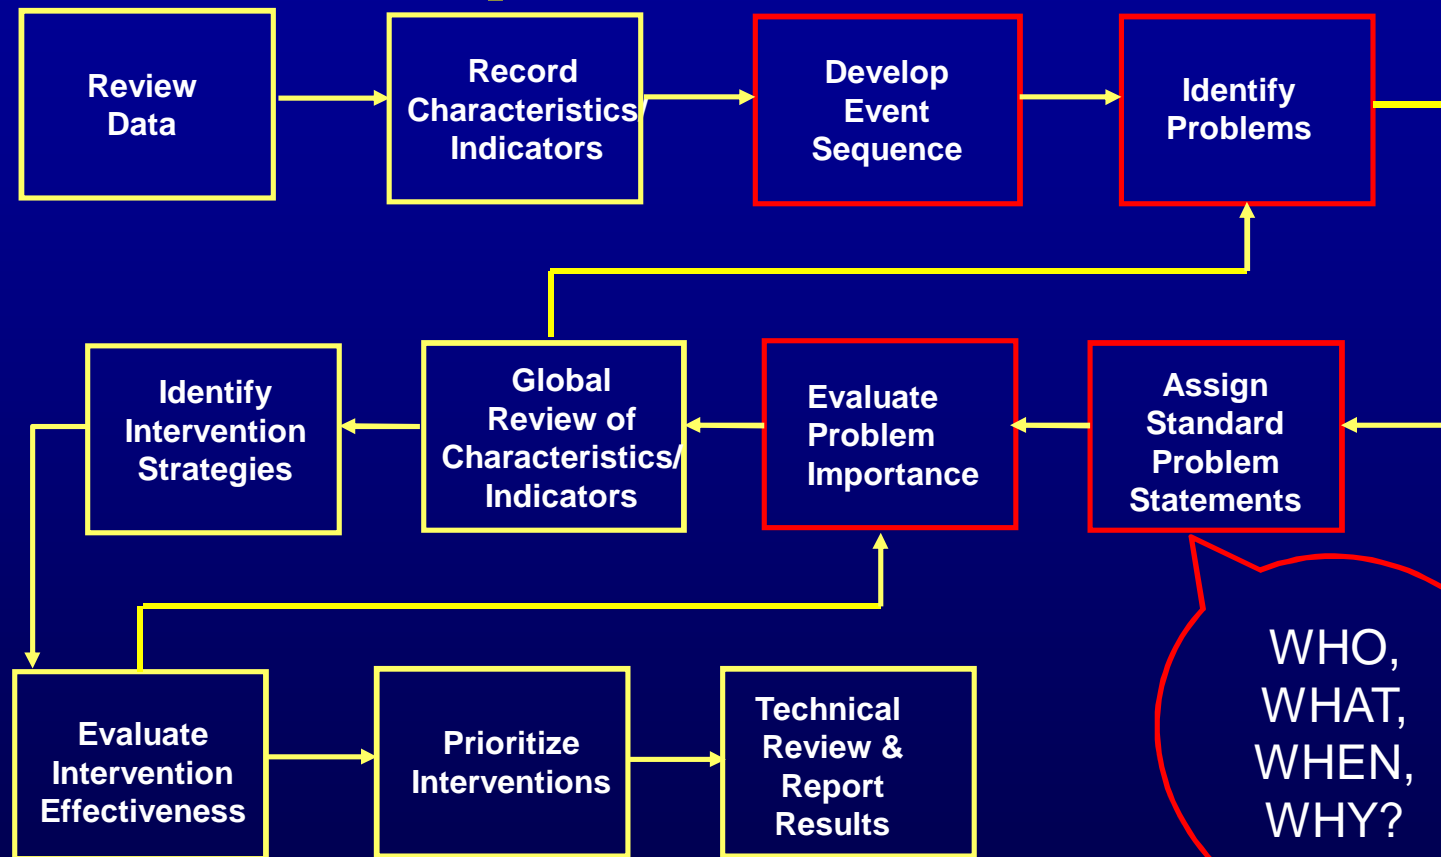 Review
Data
Record
Characteristics/
Indicators
Develop
Event
Sequence
Identify
Problems
Identify
Intervention
Strategies
Global
Review of
Characteristics/
Indicators
Evaluate
Problem
Importance
Assign
Standard
Problem
Statements
Evaluate
Intervention
Effectiveness
Prioritize
Interventions
Technical
Review &
Report
Results
WHO,
WHAT,
WHEN,
WHY?